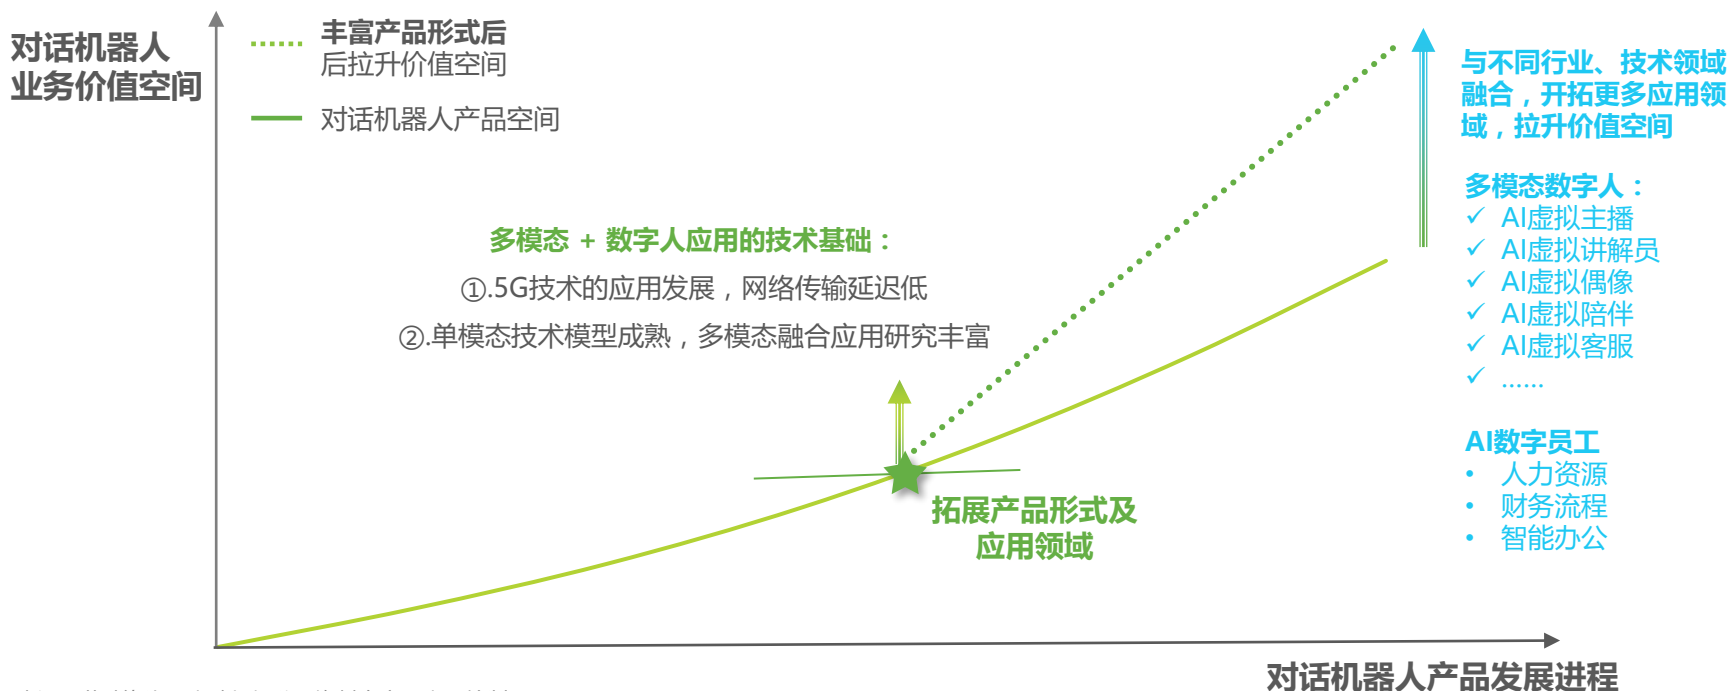 对话机器人
业务价值空间
丰富产品形式后
后拉升价值空间
对话机器人产品空间
多模态 + 数字人应用的技术基础：
①.5G技术的应用发展，网络传输延迟低
②.单模态技术模型成熟，多模态融合应用研究丰富
拓展产品形式及
应用领域
与不同行业、技术领域
融合，开拓更多应用领
域，拉升价值空间
多模态数字人：
✓ AI虚拟主播
✓ AI虚拟讲解员
✓ AI虚拟偶像
✓ AI虚拟陪伴
✓ AI虚拟客服
✓ ……
AI数字员工
• 人力资源
• 财务流程
• 智能办公
对话机器人产品发展进程